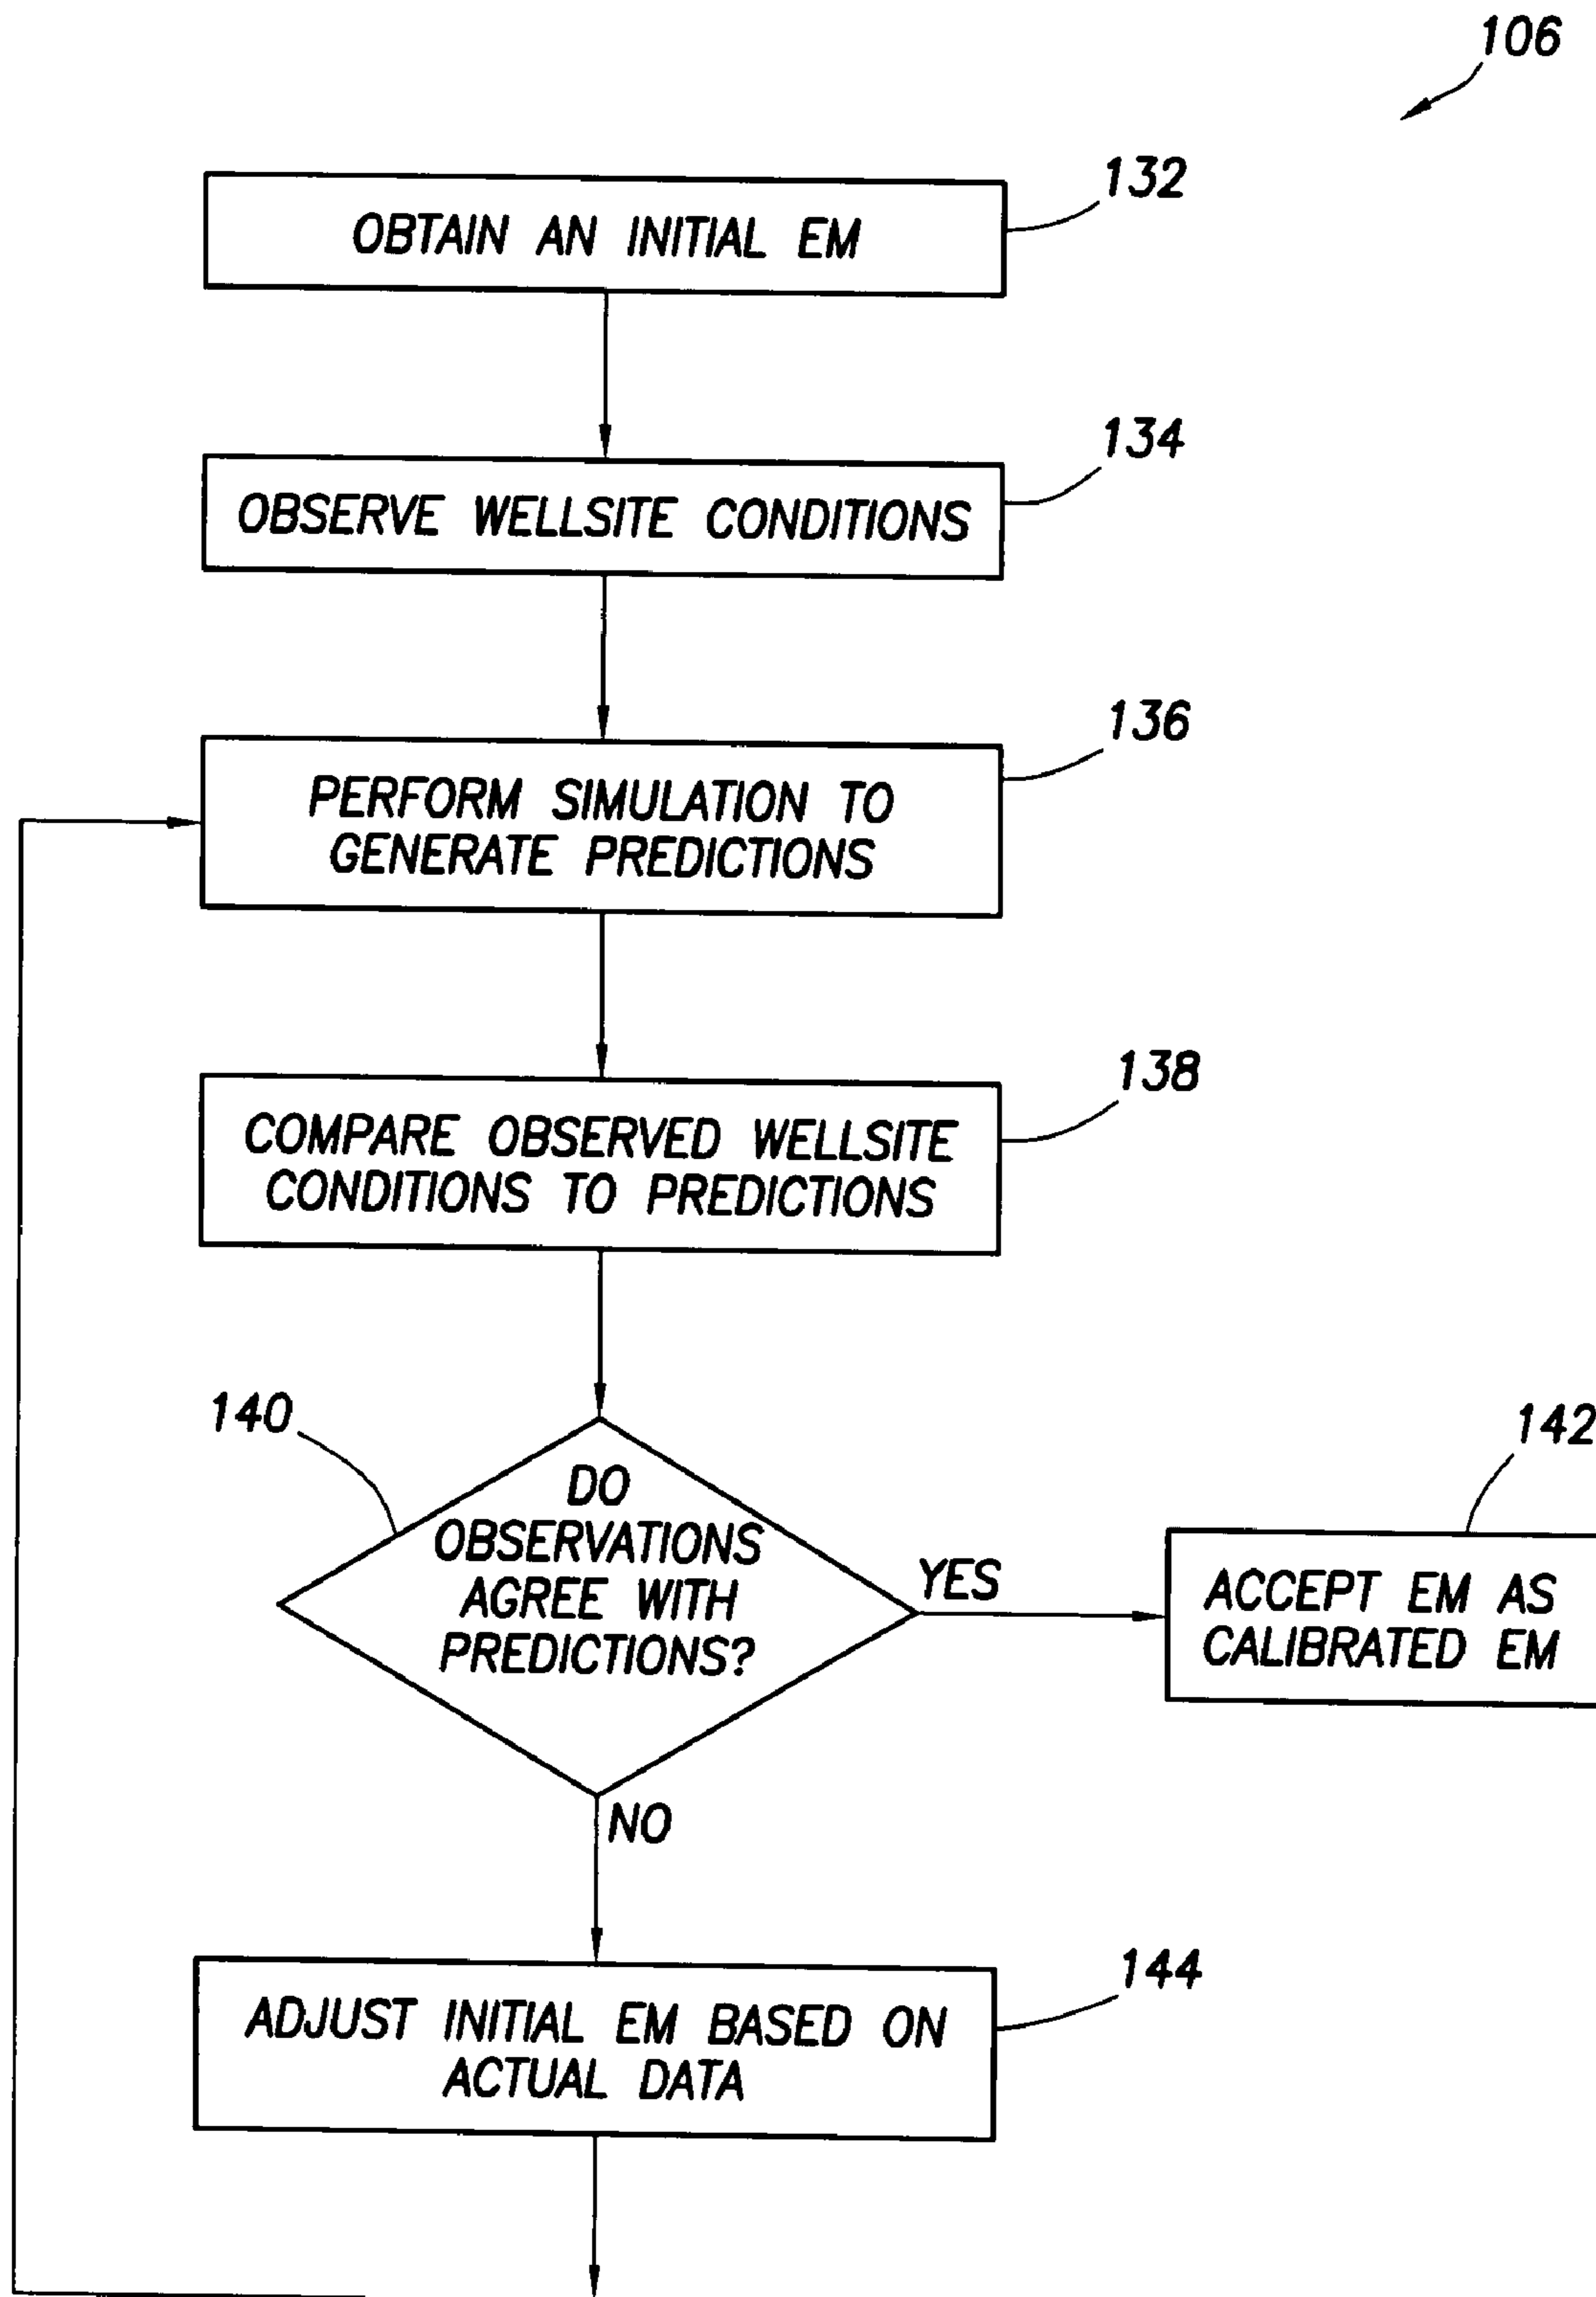 106
132
OBTAIN AN INITIAL EM
134
OBSERVE WELLSITE CONDITIONS
136
PERFORM SIMULATION TO
GENERATE PREDICTIONS
138
COMPARE OBSERVED WELLSITE
CONDITIONS TO PREDICTIONS
140
142
DO
OBSERVATIONS
AGREE WITH
PREDICTIONS?
YES
ACCEPT EM AS
CALIBRATED EM
NO
144
ADJUST INITIAL EM BASED ON
ACTUAL DATA